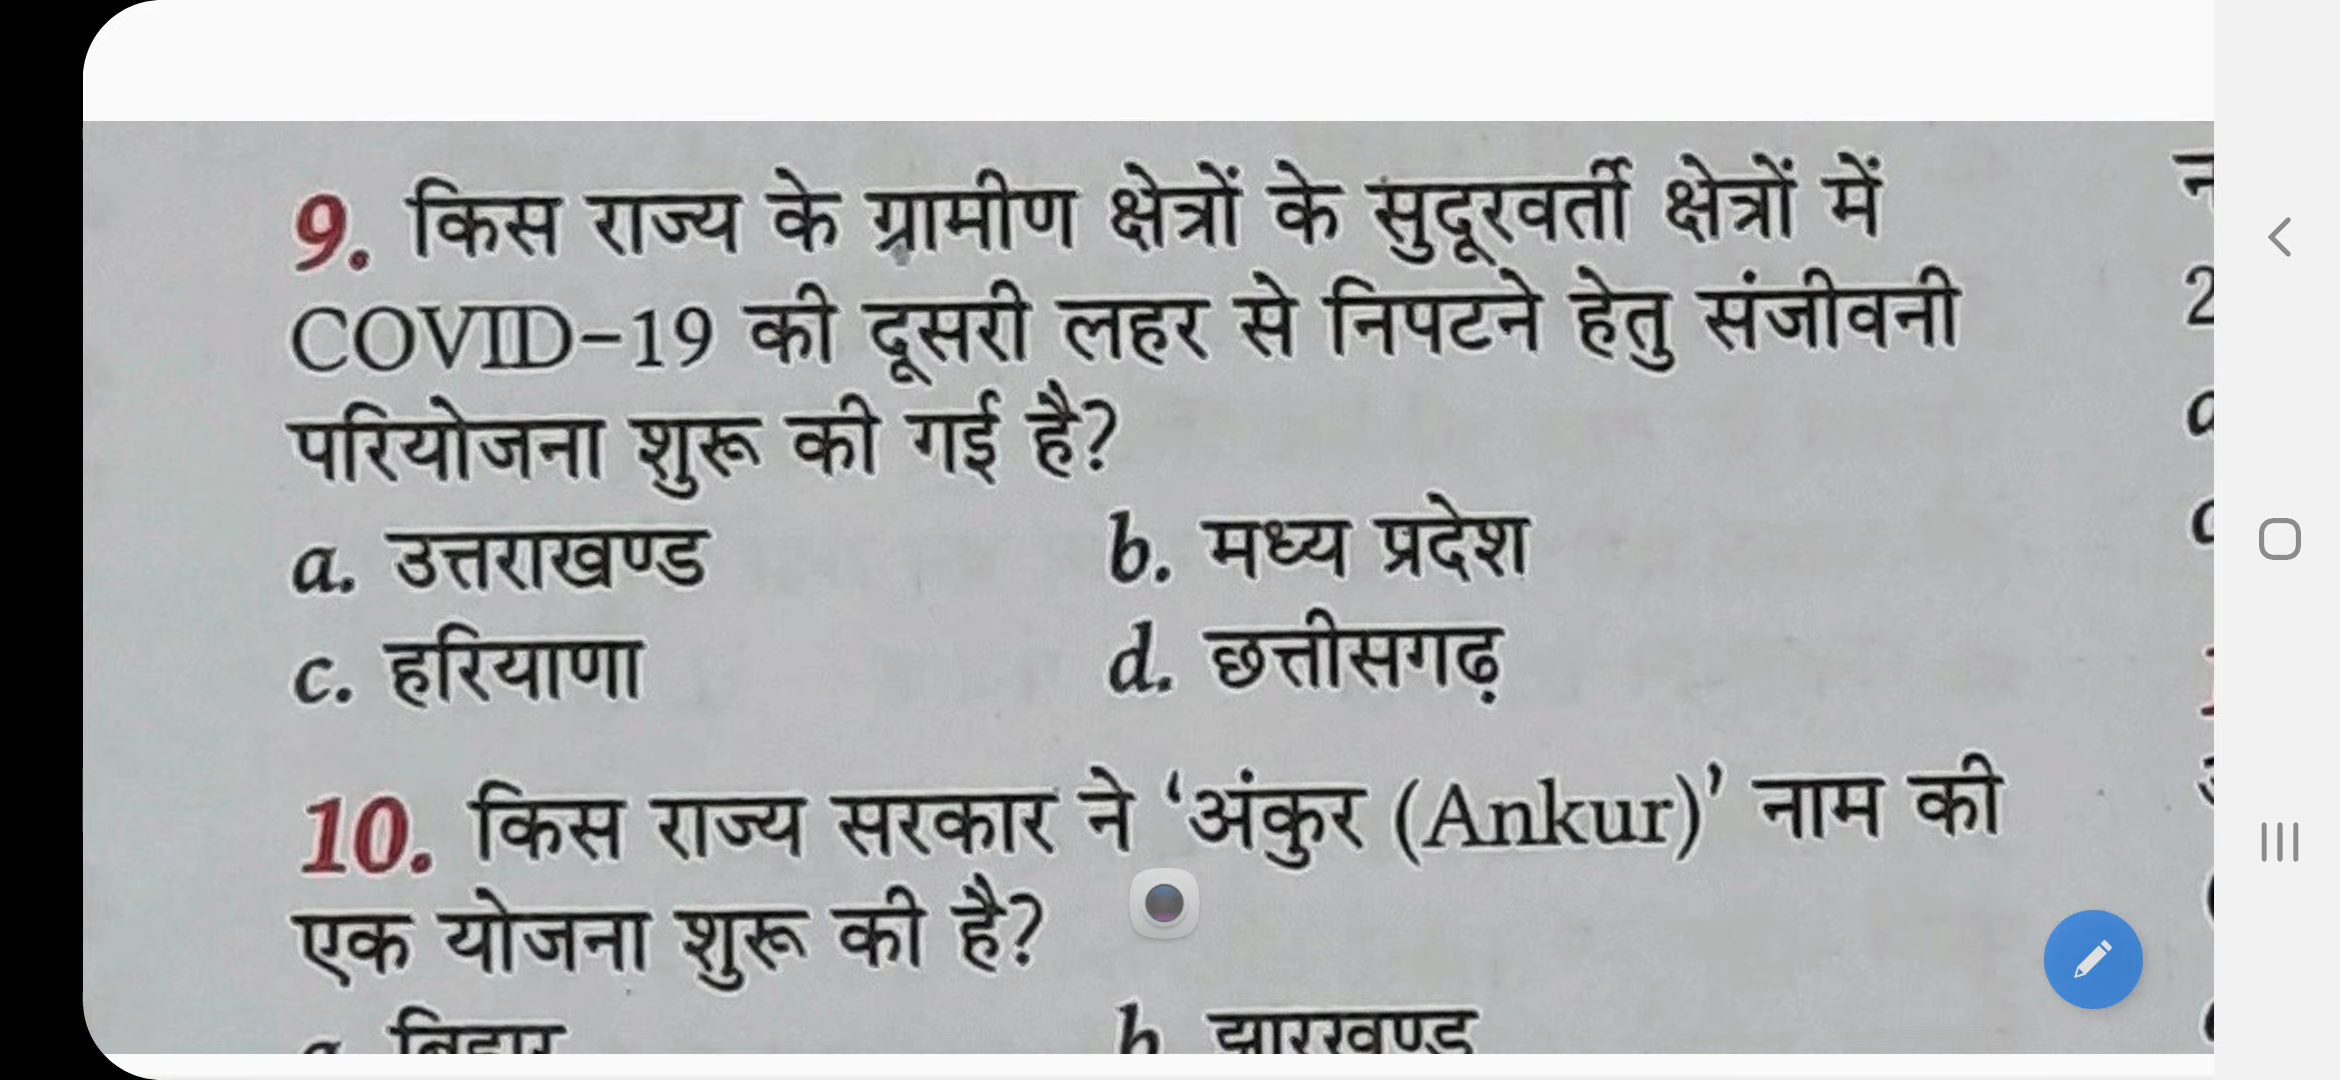 9. किस राज्य के ग्रामीण क्षेत्रों के सुदूरवर्ती क्षेत्रों में
COVID-19 की दूसरी लहर से निपटने हेतु संजीवनी
परियोजना शुरू की गई है?
a. उत्तराखण्ड b. मध्य प्रदेश
c. हरियाणा d. छत्तीसगढ़
10. किस राज्य सरकार ने ‘अंकुर (Ankur)’ नाम की
एक योजना शुरू की है?
a बिहार b झारखण्ड